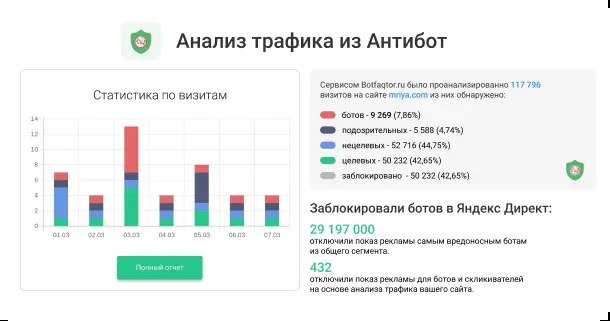 Анализ трафика из Антибот
Статистика по визитам
14
12
10
8
6
4
2
0
01.03 02.03 03.03 04.03 05.03 06.03 07.03
Полный отчет
Сервисом Botfaqtor.ru было проанализированно 117 796
визитов на сайте mriya.com из них обнаружено:
ботов - 9 269 (7,86%)
подозрительных - 5 588 (4,74%)
нецелевых - 52 716 (44,75%)
целевых - 50 232 (42,65%)
заблокировано - 50 232 (42,65%)
Заблокировали ботов в Яндекс Директ:
29 197 000
отключили показ рекламы самым вредоносным ботам
из общего сегмента.
432
отключили показ рекламы для ботов и скликивателей
на основе анализа трафика вашего сайта.